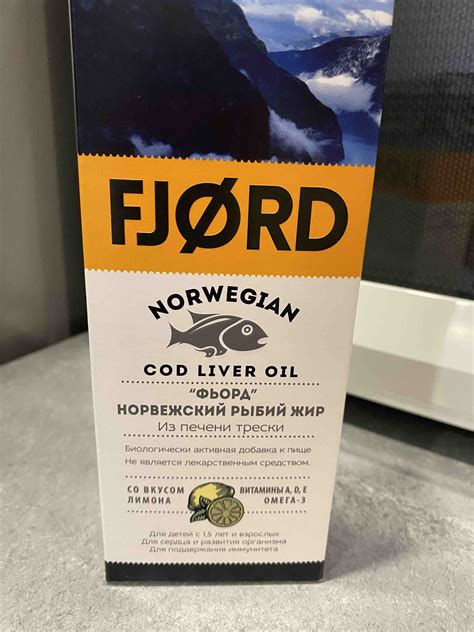 FJØRD
NORWEGIAN
COD LIVER OIL
"ФЬОРД"
НОРВЕЖСКИЙ РЫБИЙ ЖИР
Из печени трески
Биологически активная добавка к пище
Не является лекарственным средством.
СО ВКУСОМ
ЛИМОНА
ВИТАМИНЫ A, D, E
ОМЕГА-3
Для детей с 1,5 лет и взрослых
Для сердца и развития организма
Для поддержания иммунитета